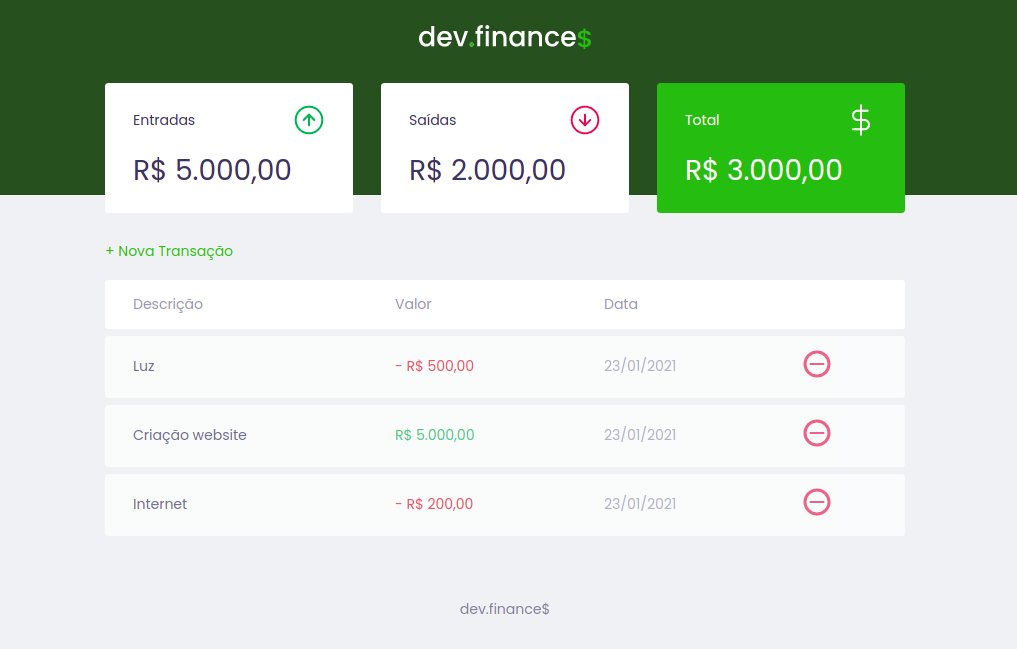 dev.finance$
Entradas
R$ 5.000,00
Saídas
R$ 2.000,00
Total
$
R$ 3.000,00
+ Nova Transação
Descrição Valor Data
Luz - R$ 500,00 23/01/2021
Criação website R$ 5.000,00 23/01/2021
Internet - R$ 200,00 23/01/2021
dev.finance$